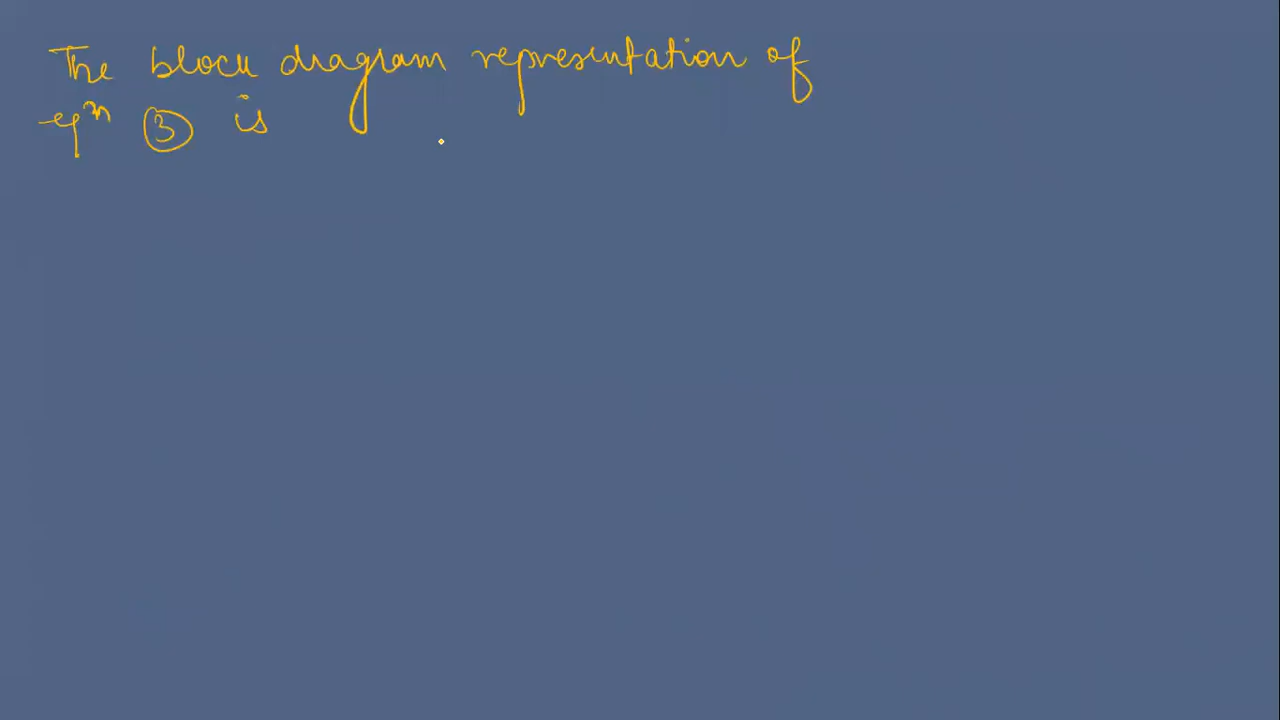 The block diagram representation of
eqⁿ ③ is